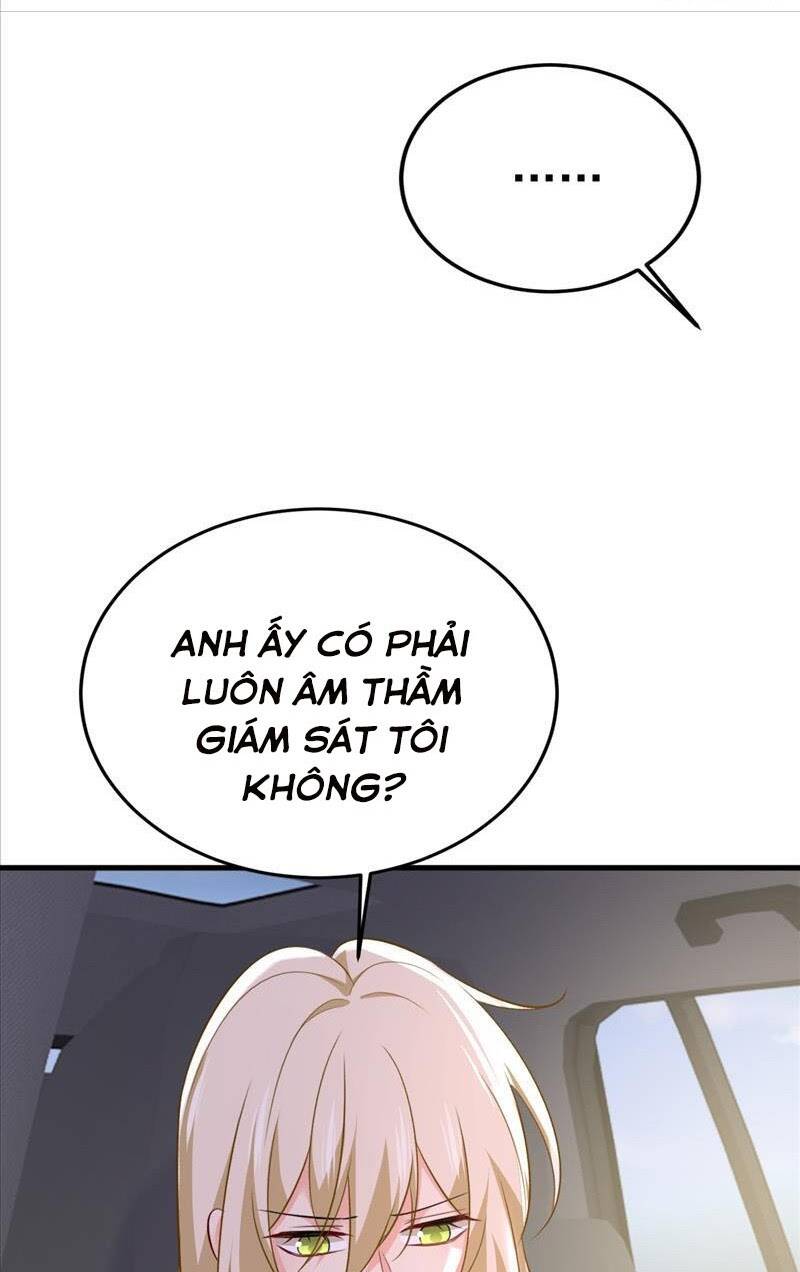 ......
ANH ẤY CÓ PHẢI
LUÔN ÂM THẦM
GIÁM SÁT TÔI
KHÔNG?